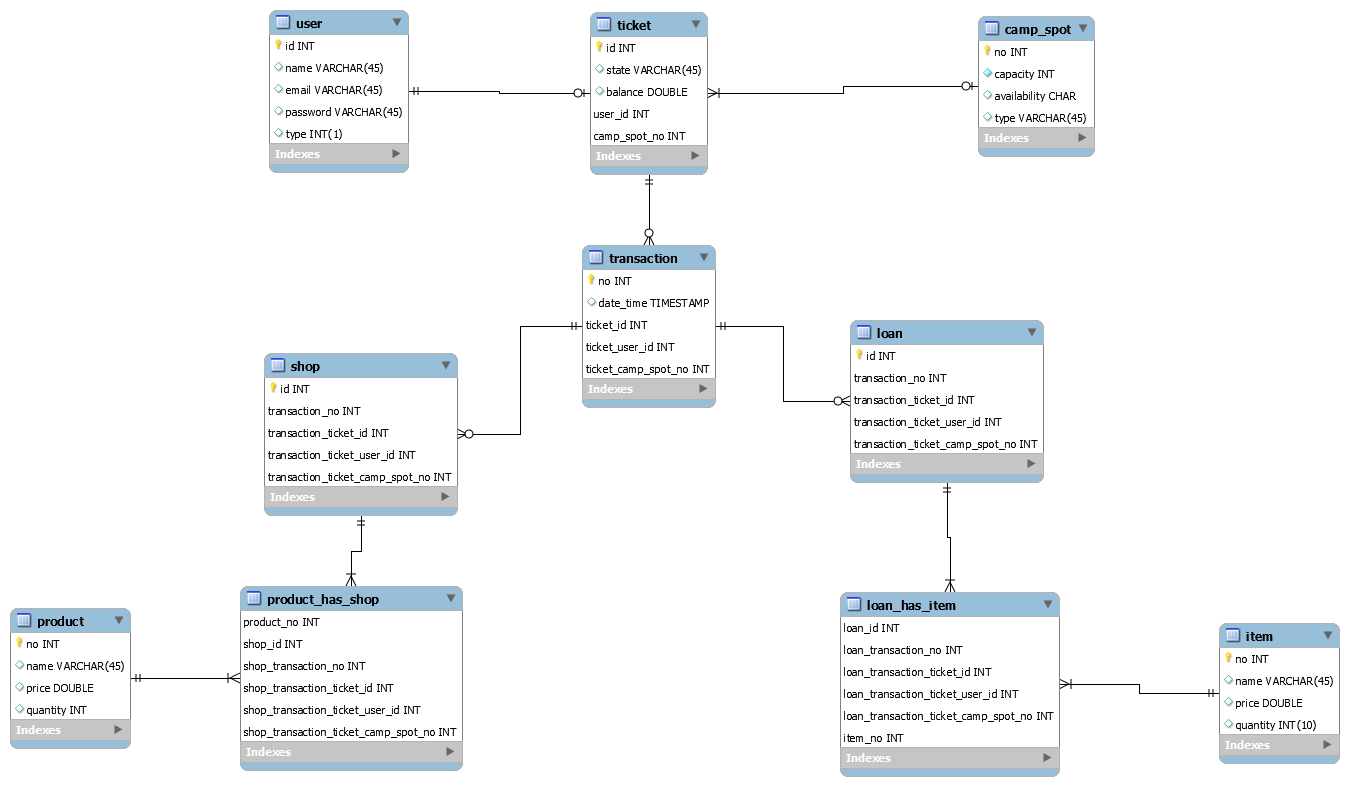 user
id INT
name VARCHAR(45)
email VARCHAR(45)
password VARCHAR(45)
type INT(1)
Indexes
ticket
id INT
state VARCHAR(45)
balance DOUBLE
user_id INT
camp_spot_no INT
Indexes
camp_spot
no INT
capacity INT
availability CHAR
type VARCHAR(45)
Indexes
transaction
no INT
date_time TIMESTAMP
ticket_id INT
ticket_user_id INT
ticket_camp_spot_no INT
Indexes
shop
id INT
transaction_no INT
transaction_ticket_id INT
transaction_ticket_user_id INT
transaction_ticket_camp_spot_no INT
Indexes
loan
id INT
transaction_no INT
transaction_ticket_id INT
transaction_ticket_user_id INT
transaction_ticket_camp_spot_no INT
Indexes
product
no INT
name VARCHAR(45)
price DOUBLE
quantity INT
Indexes
product_has_shop
product_no INT
shop_id INT
shop_transaction_no INT
shop_transaction_ticket_id INT
shop_transaction_ticket_user_id INT
shop_transaction_ticket_camp_spot_no INT
Indexes
loan_has_item
loan_id INT
loan_transaction_no INT
loan_transaction_ticket_id INT
loan_transaction_ticket_user_id INT
loan_transaction_ticket_camp_spot_no INT
item_no INT
Indexes
item
no INT
name VARCHAR(45)
price DOUBLE
quantity INT(10)
Indexes